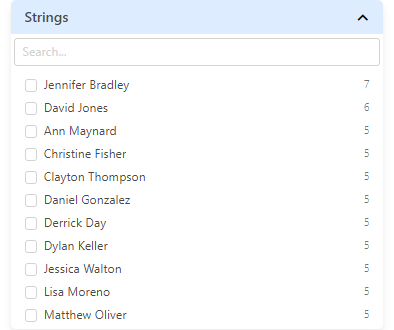 Strings
Search...
Jennifer Bradley 7
David Jones 6
Ann Maynard 5
Christine Fisher 5
Clayton Thompson 5
Daniel Gonzalez 5
Derrick Day 5
Dylan Keller 5
Jessica Walton 5
Lisa Moreno 5
Matthew Oliver 5